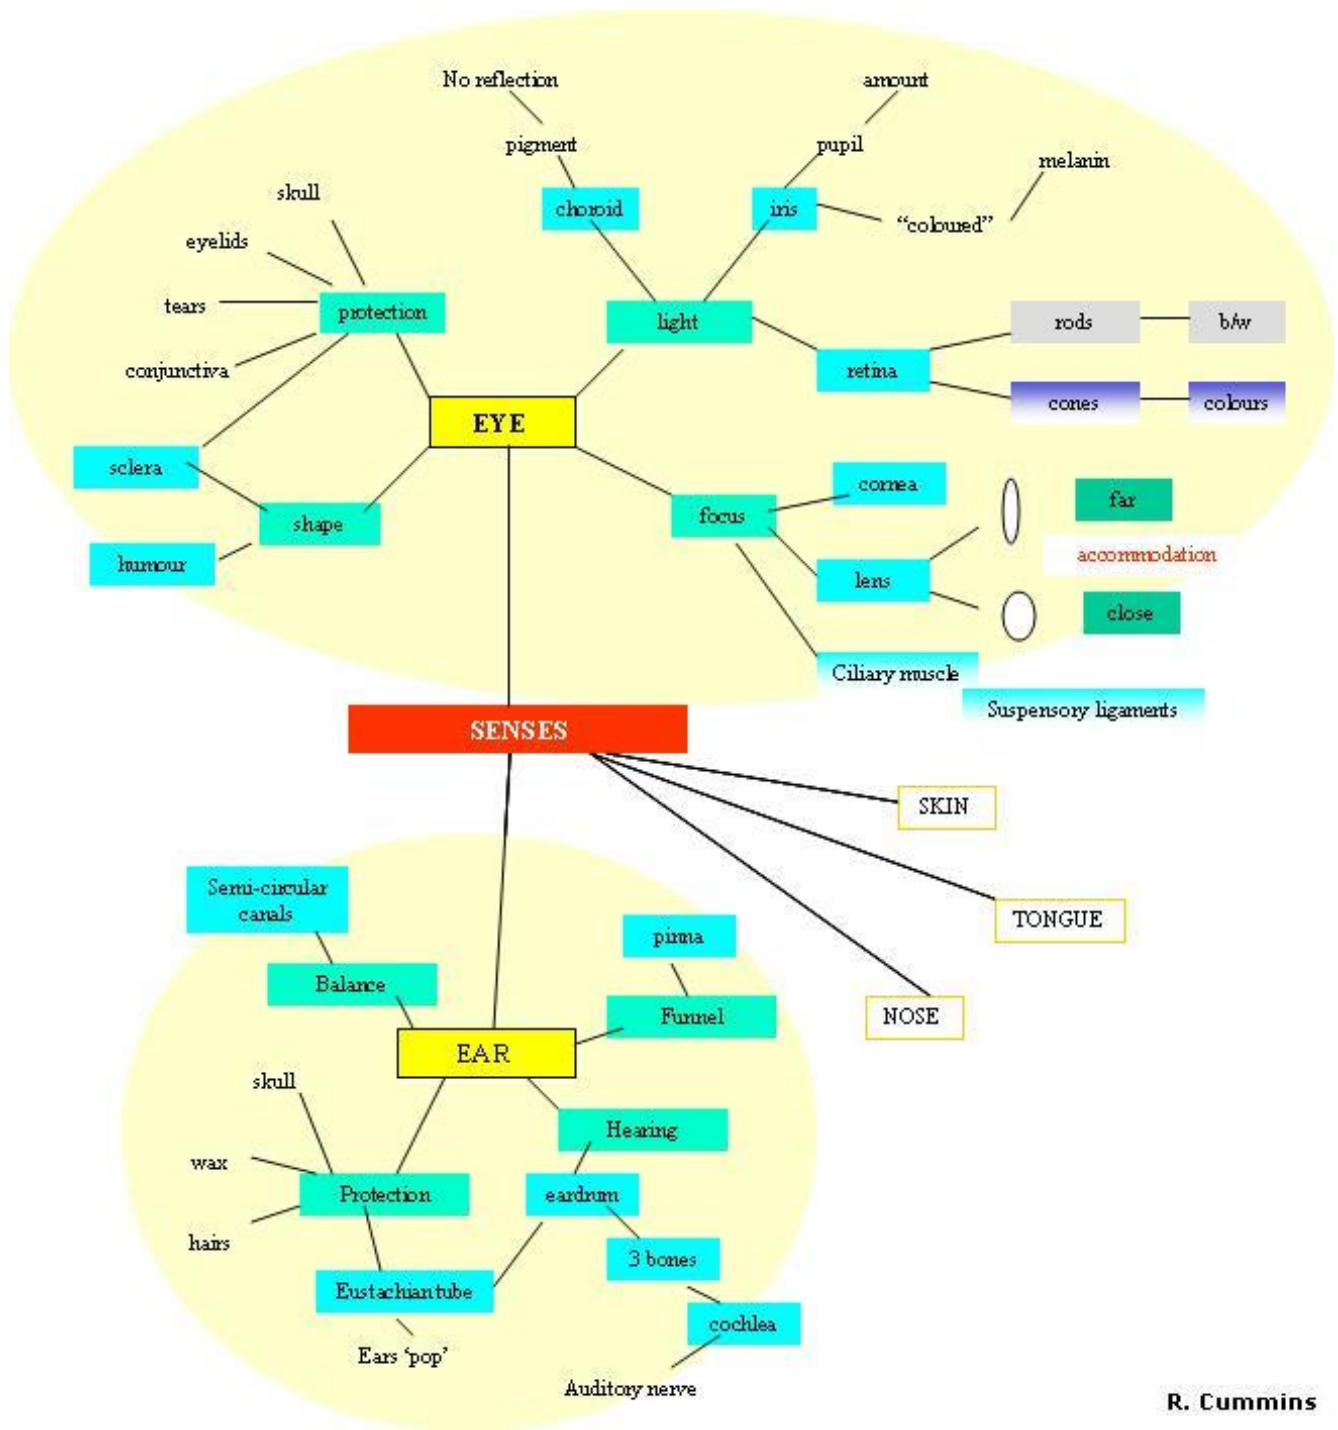 No reflection
amount
pigment
pupil
melanin
skull
choroid
iris
"coloured"
eyelids
tears
protection
light
rods
b/w
conjunctiva
retina
cones
colours
EYE
sclera
cornea
far
shape
focus
accommodation
humour
lens
close
Ciliary muscle
Suspensory ligaments
SENSES
SKIN
Semi-circular
canals
TONGUE
pinna
Balance
Funnel
NOSE
EAR
skull
Hearing
wax
Protection
eardrum
hairs
3 bones
Eustachian tube
cochlea
Ears 'pop'
Auditory nerve
R. Cummins